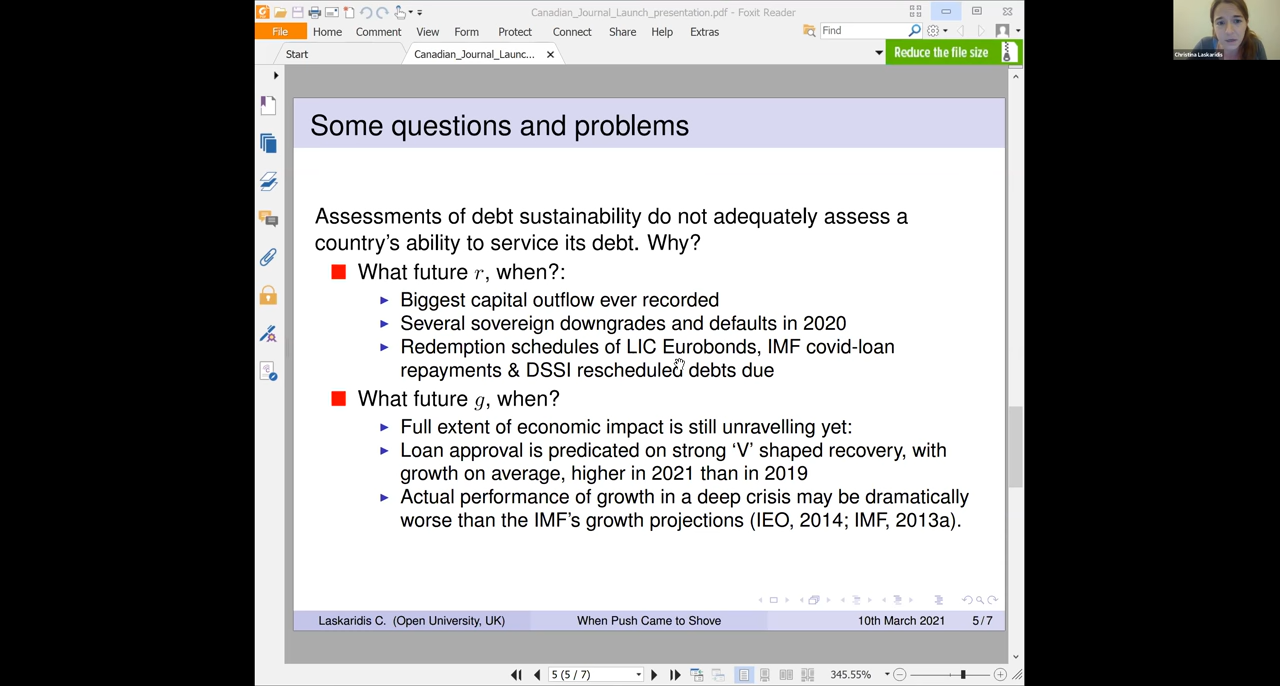 Canadian_Journal_Launch_presentation.pdf - Foxit Reader
File Home Comment View Form Protect Connect Share Help Extras Find
Start Canadian_Journal_Launc... Reduce the file size
Christina Laskaridis
Some questions and problems
Assessments of debt sustainability do not adequately assess a
country's ability to service its debt. Why?
What future r, when?:
Biggest capital outflow ever recorded
Several sovereign downgrades and defaults in 2020
Redemption schedules of LIC Eurobonds, IMF covid-loan
repayments & DSSI rescheduled debts due
What future g, when?
Full extent of economic impact is still unravelling yet:
Loan approval is predicated on strong ‘V’ shaped recovery, with
growth on average, higher in 2021 than in 2019
Actual performance of growth in a deep crisis may be dramatically
worse than the IMF's growth projections (IEO, 2014; IMF, 2013a).
Laskaridis C. (Open University, UK) When Push Came to Shove 10th March 2021 5/7
5 (5 / 7) 345.55%